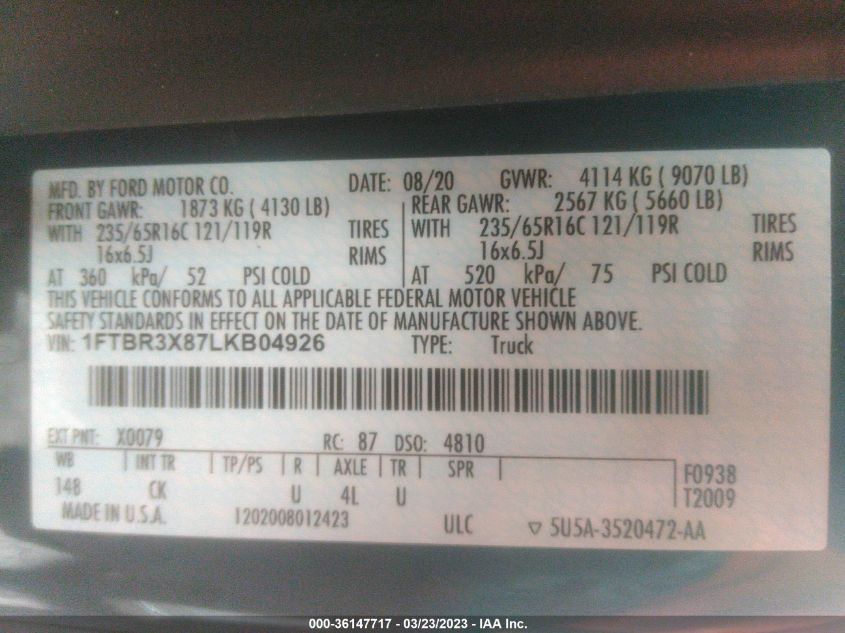 MFD. BY FORD MOTOR CO. DATE: 08/20 GVWR: 4114 KG ( 9070 LB)
FRONT GAWR: 1873 KG ( 4130 LB) REAR GAWR: 2567 KG ( 5660 LB)
WITH 235/65R16C 121/119R TIRES WITH 235/65R16C 121/119R TIRES
16x6.5J RIMS 16x6.5J RIMS
AT 360 kPa/ 52 PSI COLD AT 520 kPa/ 75 PSI COLD
THIS VEHICLE CONFORMS TO ALL APPLICABLE FEDERAL MOTOR VEHICLE
SAFETY STANDARDS IN EFFECT ON THE DATE OF MANUFACTURE SHOWN ABOVE.
VIN: 1FTBR3X87LKB04926 TYPE: Truck
EXT PNT: X0079 RC: 87 DSO: 4810
WB INT TR TP/PS R AXLE TR SPR F0938
148 CK U 4L U T2009
MADE IN U.S.A. 1202008012423 ULC ▽ 5U5A-3520472-AA
000-36147717 - 03/23/2023 - IAA Inc.